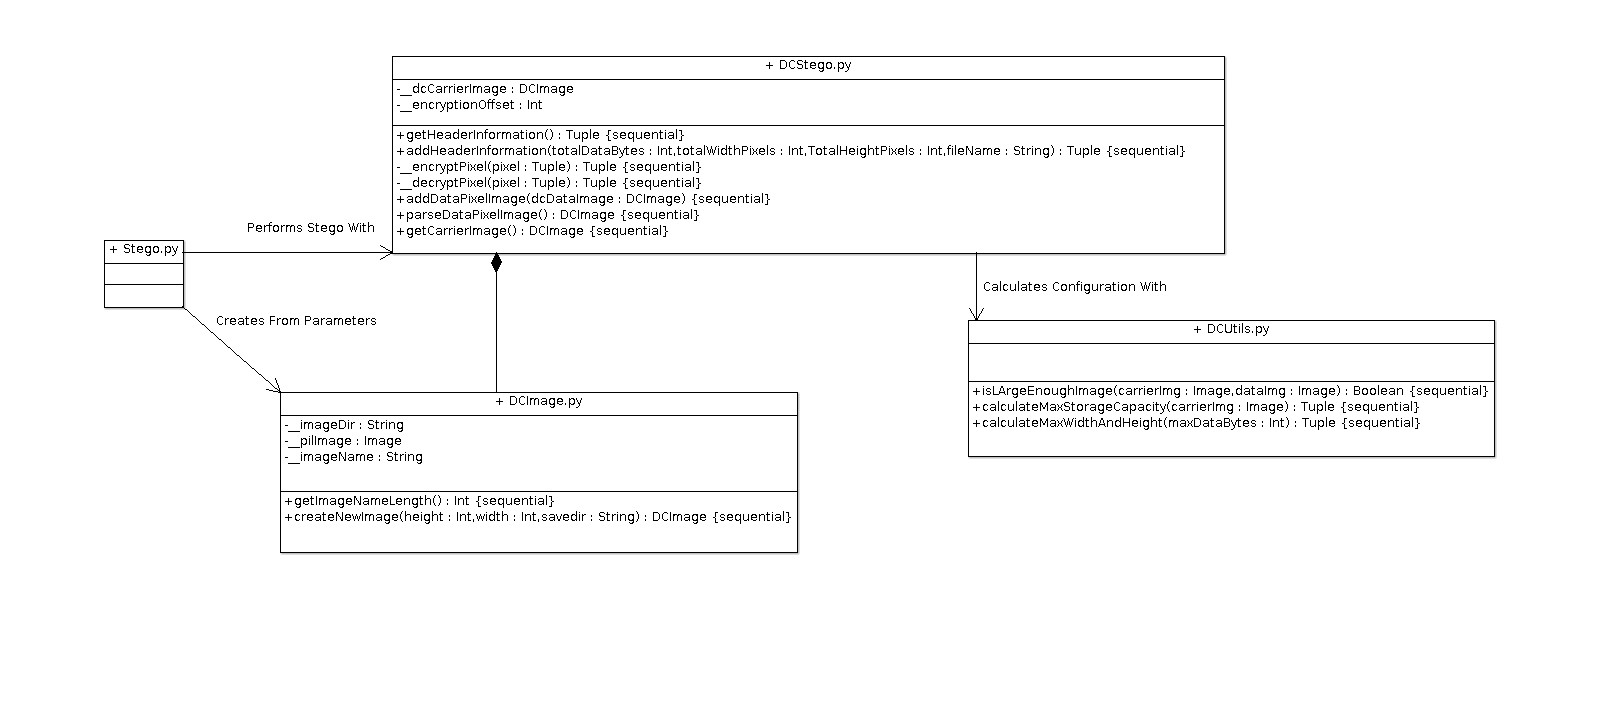 + DCStego.py
-__dcCarrierImage : DCImage
-__encryptionOffset : Int
+getHeaderInformation() : Tuple {sequential}
+addHeaderInformation(totalDataBytes : Int,totalWidthPixels : Int,TotalHeightPixels : Int,fileName : String) : Tuple {sequential}
-__encryptPixel(pixel : Tuple) : Tuple {sequential}
-__decryptPixel(pixel : Tuple) : Tuple {sequential}
+addDataPixelImage(dcDataImage : DCImage) {sequential}
+parseDataPixelImage() : DCImage {sequential}
+getCarrierImage() : DCImage {sequential}
Performs Stego With
+ Stego.py
Creates From Parameters
Calculates Configuration With
+ DCUtils.py
+isLArgeEnoughImage(carrierImg : Image,dataImg : Image) : Boolean {sequential}
+calculateMaxStorageCapacity(carrierImg : Image) : Tuple {sequential}
+calculateMaxWidthAndHeight(maxDataBytes : Int) : Tuple {sequential}
+ DCImage.py
-__imageDir : String
-__pilImage : Image
-__imageName : String
+getImageNameLength() : Int {sequential}
+createNewImage(height : Int,width : Int,savedir : String) : DCImage {sequential}